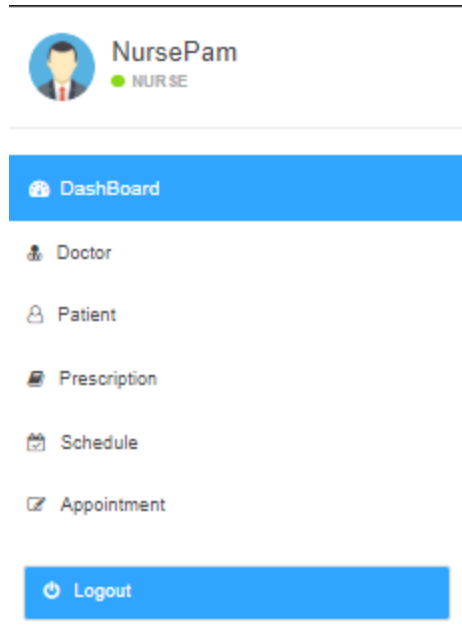 NursePam
NURSE
DashBoard
Doctor
Patient
Prescription
Schedule
Appointment
Logout